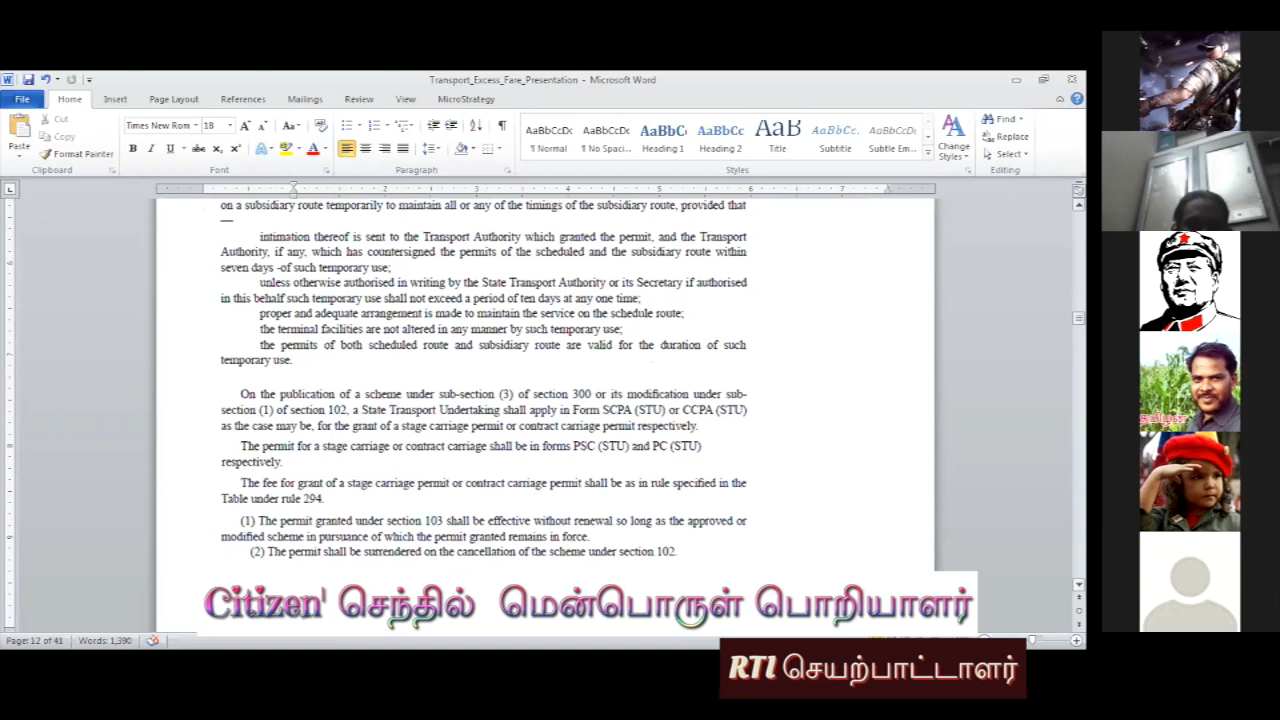 Transport_Excess_Fare_Presentation - Microsoft Word
File Home Insert Page Layout References Mailings Review View MicroStrategy
Cut
Copy
Paste
Format Painter
Times New Rom 18
Clipboard Font Paragraph Styles Editing
AaBbCcDc AaBbCcDc AaBbC AaBbCc AaB AaBbCc. AaBbCcDc
¶ Normal ¶ No Spaci... Heading 1 Heading 2 Title Subtitle Subtle Em...
Change
Styles
Find
Replace
Select
on a subsidiary route temporarily to maintain all or any of the timings of the subsidiary route, provided that
—
intimation thereof is sent to the Transport Authority which granted the permit, and the Transport
Authority, if any, which has countersigned the permits of the scheduled and the subsidiary route within
seven days -of such temporary use;
unless otherwise authorised in writing by the State Transport Authority or its Secretary if authorised
in this behalf such temporary use shall not exceed a period of ten days at any one time;
proper and adequate arrangement is made to maintain the service on the schedule route;
the terminal facilities are not altered in any manner by such temporary use;
the permits of both scheduled route and subsidiary route are valid for the duration of such
temporary use.
On the publication of a scheme under sub-section (3) of section 300 or its modification under sub-
section (1) of section 102, a State Transport Undertaking shall apply in Form SCPA (STU) or CCPA (STU)
as the case may be, for the grant of a stage carriage permit or contract carriage permit respectively.
The permit for a stage carriage or contract carriage shall be in forms PSC (STU) and PC (STU)
respectively.
The fee for grant of a stage carriage permit or contract carriage permit shall be as in rule specified in the
Table under rule 294.
(1) The permit granted under section 103 shall be effective without renewal so long as the approved or
modified scheme in pursuance of which the permit granted remains in force.
(2) The permit shall be surrendered on the cancellation of the scheme under section 102.
Citizen' செந்தில் மென்பொருள் பொறியாளர்
Page: 12 of 41 Words: 1,390
RTI செயற்பாட்டாளர்
தமிழன்